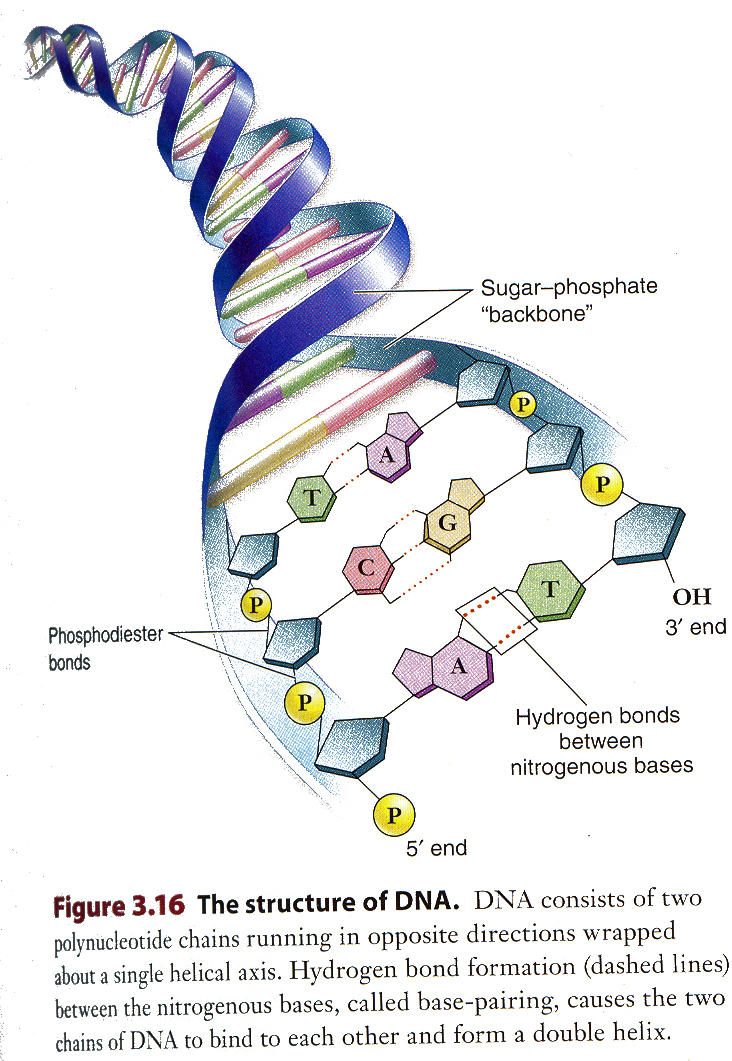 Sugar–phosphate
“backbone”
P
A
T
P
G
C
T
OH
3′ end
P
Phosphodiester
bonds
A
P
Hydrogen bonds
between
nitrogenous bases
P
5′ end
Figure 3.16 The structure of DNA. DNA consists of two
polynucleotide chains running in opposite directions wrapped
about a single helical axis. Hydrogen bond formation (dashed lines)
between the nitrogenous bases, called base-pairing, causes the two
chains of DNA to bind to each other and form a double helix.